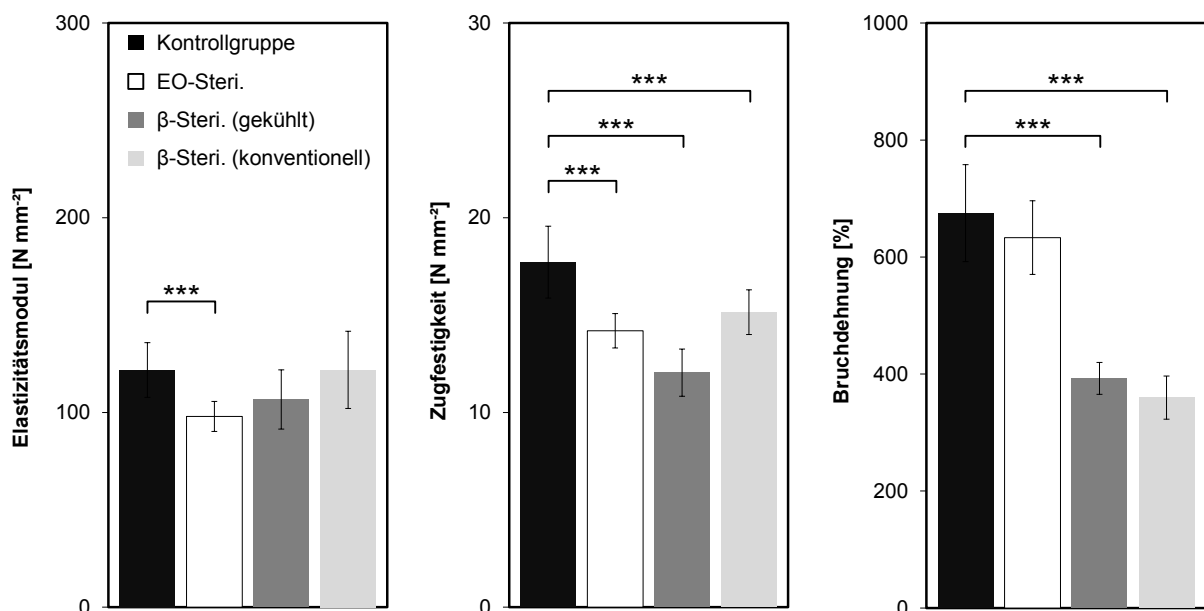 Elastizitätsmodul [N mm⁻²]
300
200
100
0
Kontrollgruppe
EO-Steri.
β-Steri. (gekühlt)
β-Steri. (konventionell)
***
Zugfestigkeit [N mm⁻²]
30
20
10
0
***
***
***
Bruchdehnung [%]
1000
800
600
400
200
0
***
***